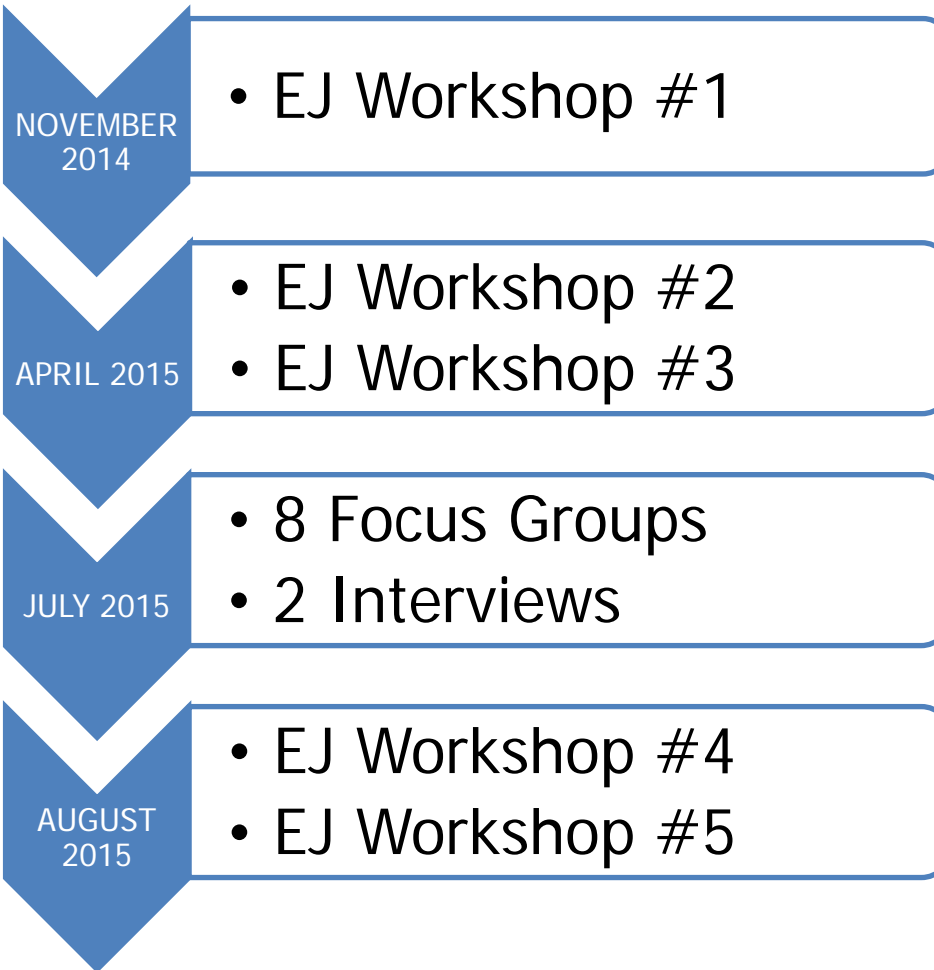 NOVEMBER
2014
• EJ Workshop #1
APRIL 2015
• EJ Workshop #2
• EJ Workshop #3
JULY 2015
• 8 Focus Groups
• 2 Interviews
AUGUST
2015
• EJ Workshop #4
• EJ Workshop #5